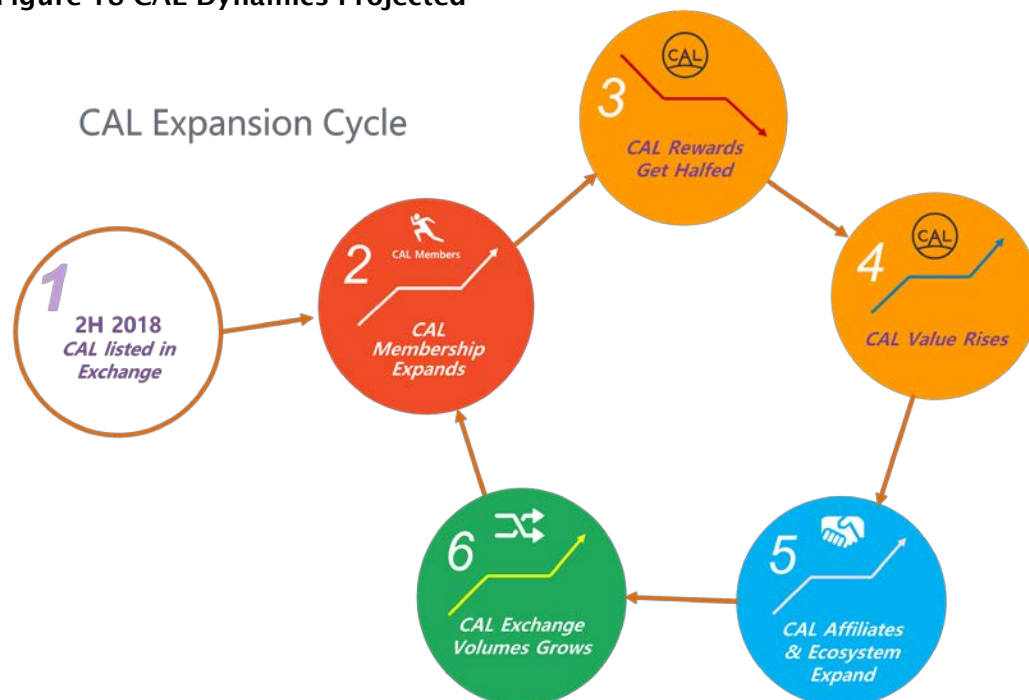 Figure 18 CAL Dynamics Projected
CAL Expansion Cycle
1
2H 2018
CAL listed in
Exchange
2
CAL Members
CAL
Membership
Expands
3
CAL
CAL Rewards
Get Halfed
4
CAL
CAL Value Rises
5
CAL Affiliates
& Ecosystem
Expand
6
CAL Exchange
Volumes Grows